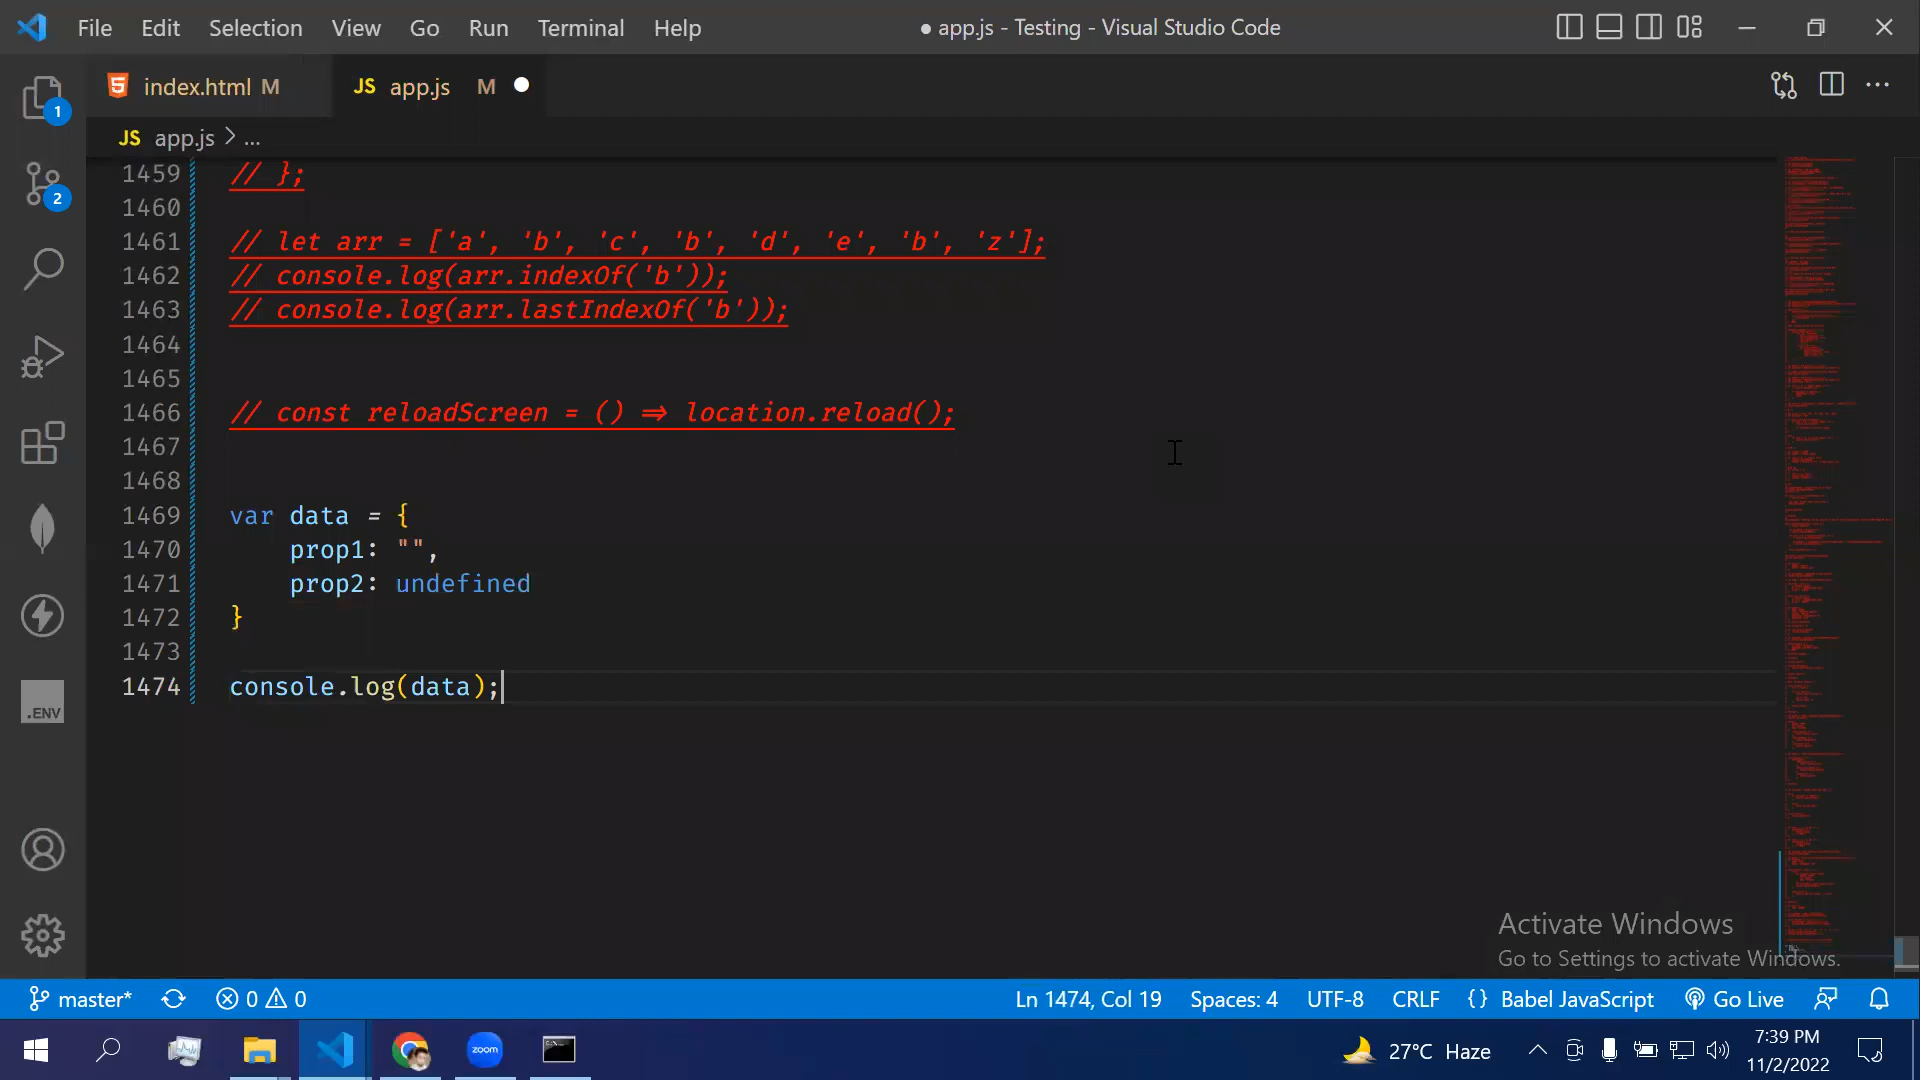 File Edit Selection View Go Run Terminal Help
● app.js - Testing - Visual Studio Code
index.html M
JS app.js M
JS app.js > ...
1
2
.ENV
1459 // };
1460
1461 // let arr = ['a', 'b', 'c', 'b', 'd', 'e', 'b', 'z'];
1462 // console.log(arr.indexOf('b'));
1463 // console.log(arr.lastIndexOf('b'));
1464
1465
1466 // const reloadScreen = () => location.reload();
1467
1468
1469 var data = {
1470 prop1: "",
1471 prop2: undefined
1472 }
1473
1474 console.log(data);
Activate Windows
Go to Settings to activate Windows.
master* 0 0 Ln 1474, Col 19 Spaces: 4 UTF-8 CRLF {} Babel JavaScript Go Live
zoom
27°C Haze
7:39 PM
11/2/2022